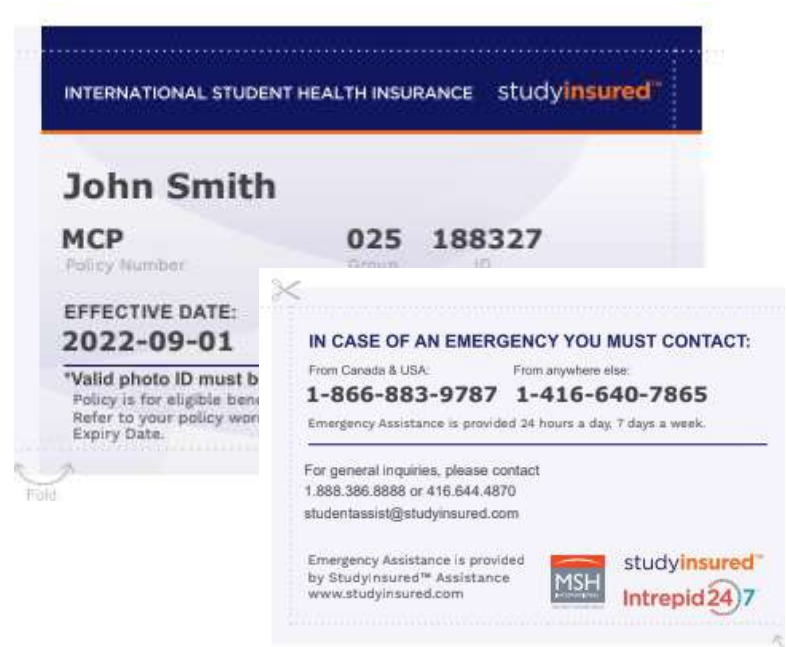 INTERNATIONAL STUDENT HEALTH INSURANCE studyinsured™
John Smith
MCP 025 188327
Policy Number Group ID
EFFECTIVE DATE:
2022-09-01
*Valid photo ID must b
Policy is for eligible bene
Refer to your policy wor
Expiry Date.
Fold
IN CASE OF AN EMERGENCY YOU MUST CONTACT:
From Canada & USA: From anywhere else:
1-866-883-9787 1-416-640-7865
Emergency Assistance is provided 24 hours a day, 7 days a week.
For general inquiries, please contact
1.888.386.8888 or 416.644.4870
studentassist@studyinsured.com
Emergency Assistance is provided
by StudyInsured™ Assistance
www.studyinsured.com
MSH
studyinsured™
Intrepid 24/7